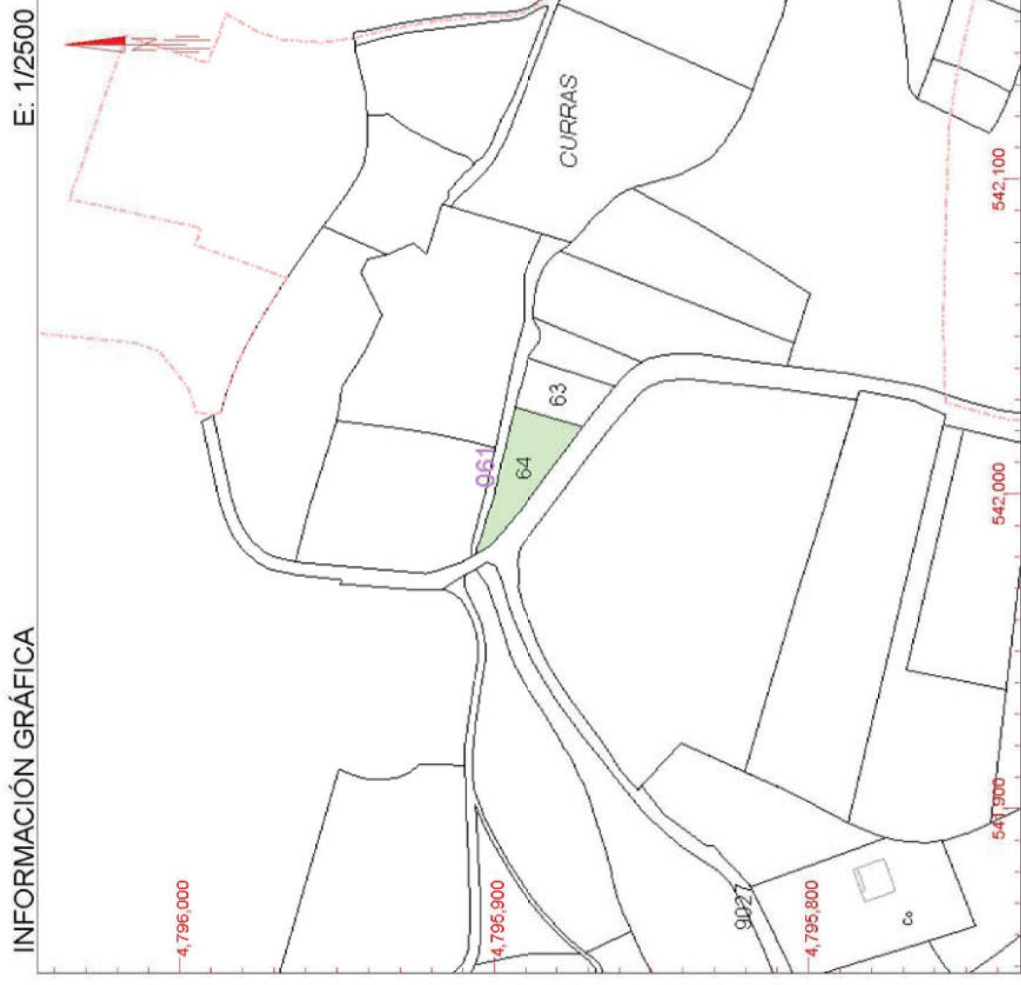 INFORMACIÓN GRÁFICA
E: 1/2500
N
4,796,000
CURRAS
961
64
63
4,795,900
9027
4,795,800
Co
541,900
542,000
542,100